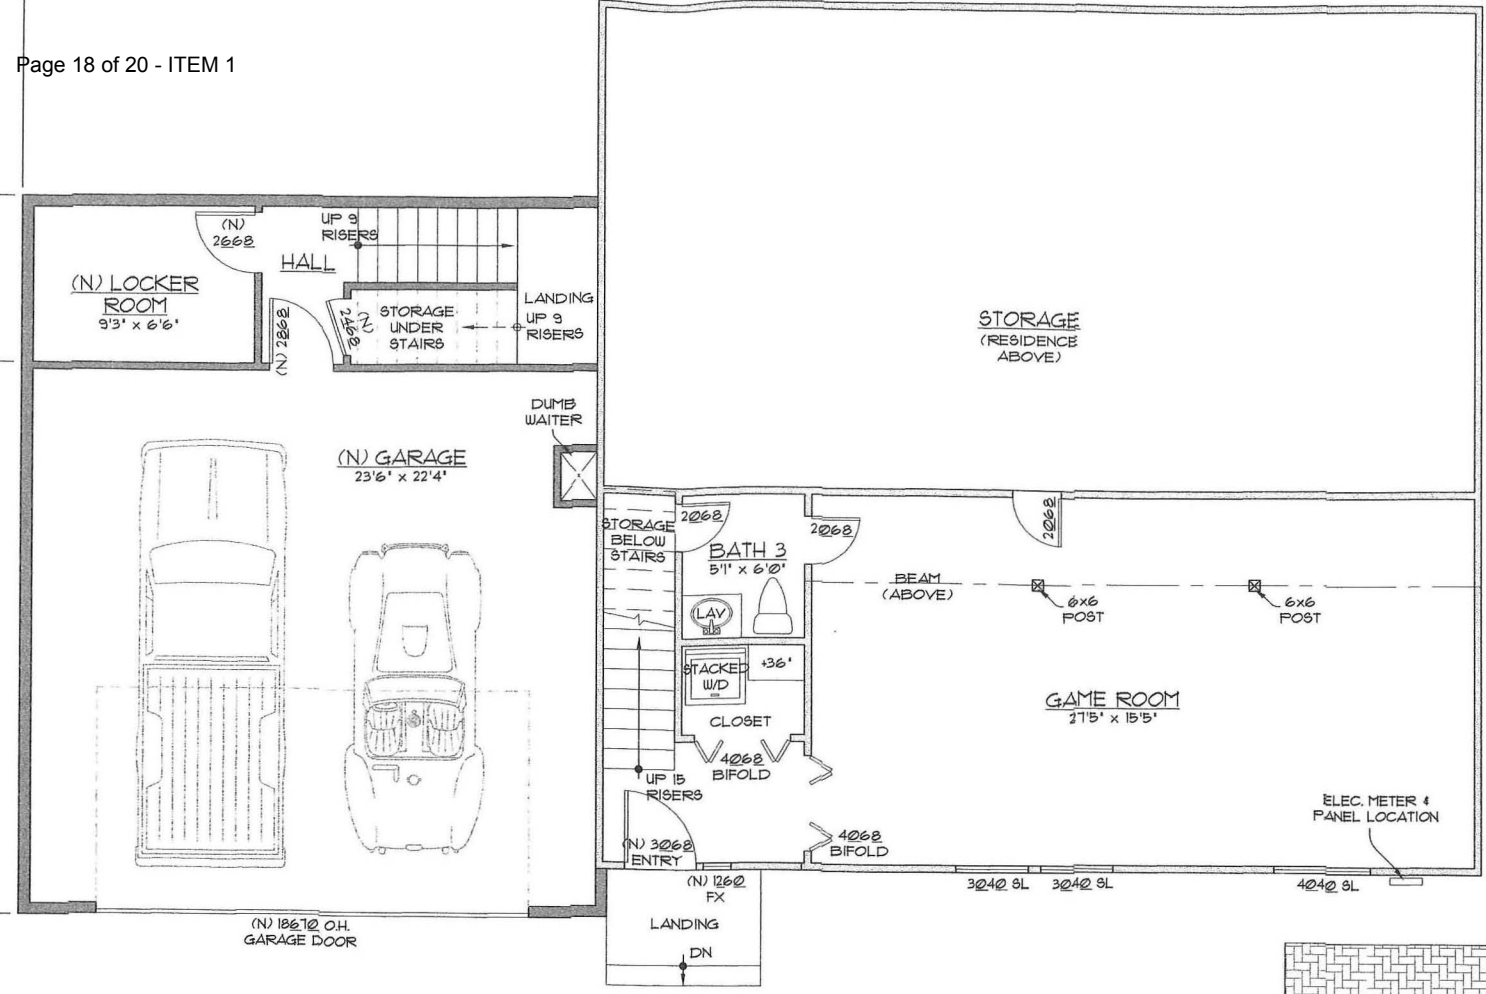 Page 18 of 20 - ITEM 1
(N)
2668
UP 9
RISERS
HALL
(N) LOCKER
ROOM
9'3" x 6'6"
(N) 2868
(N)
2468
STORAGE
UNDER
STAIRS
LANDING
UP 9
RISERS
STORAGE
(RESIDENCE
ABOVE)
DUMB
WAITER
(N) GARAGE
23'6" x 22'4"
STORAGE
BELOW
STAIRS
2068
BATH 3
5'1" x 6'0"
2068
2068
BEAM
(ABOVE)
6x6
POST
6x6
POST
LAV
STACKED
W/D
+36"
CLOSET
4068
BIFOLD
GAME ROOM
27'5" x 15'5"
UP 15
RISERS
(N) 3068
ENTRY
4068
BIFOLD
ELEC. METER &
PANEL LOCATION
(N) 1260
FX
3040 SL
3040 SL
4040 SL
(N) 18670 O.H.
GARAGE DOOR
LANDING
DN